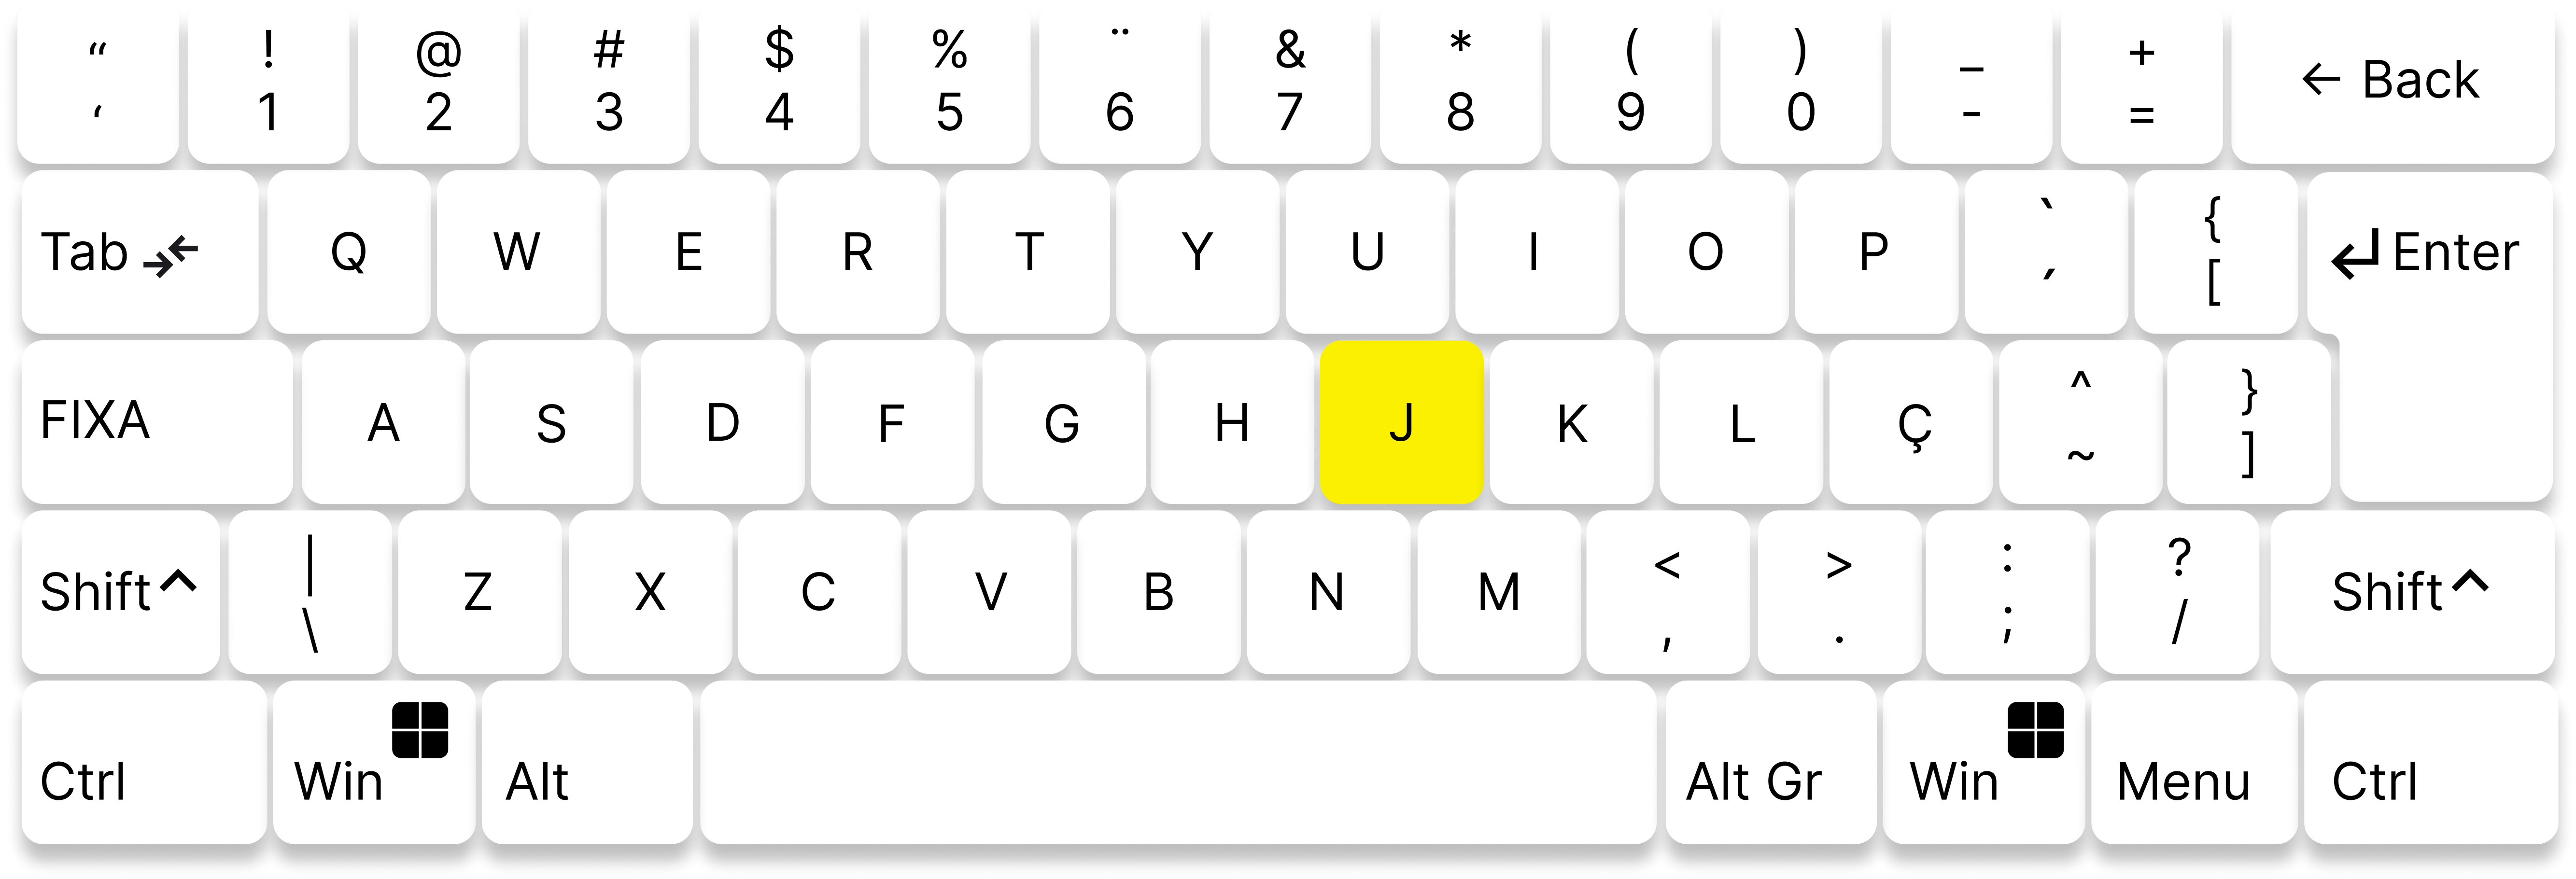 “ ! @ # $ % ¨ & * ( ) _ + ← Back
‘ 1 2 3 4 5 6 7 8 9 0 - =
Tab Q W E R T Y U I O P ` { Enter
´ [
FIXA A S D F G H J K L Ç ^ }
~ ]
Shift | Z X C V B N M < > : ? Shift
\ , . ; /
Ctrl Win Alt Alt Gr Win Menu Ctrl